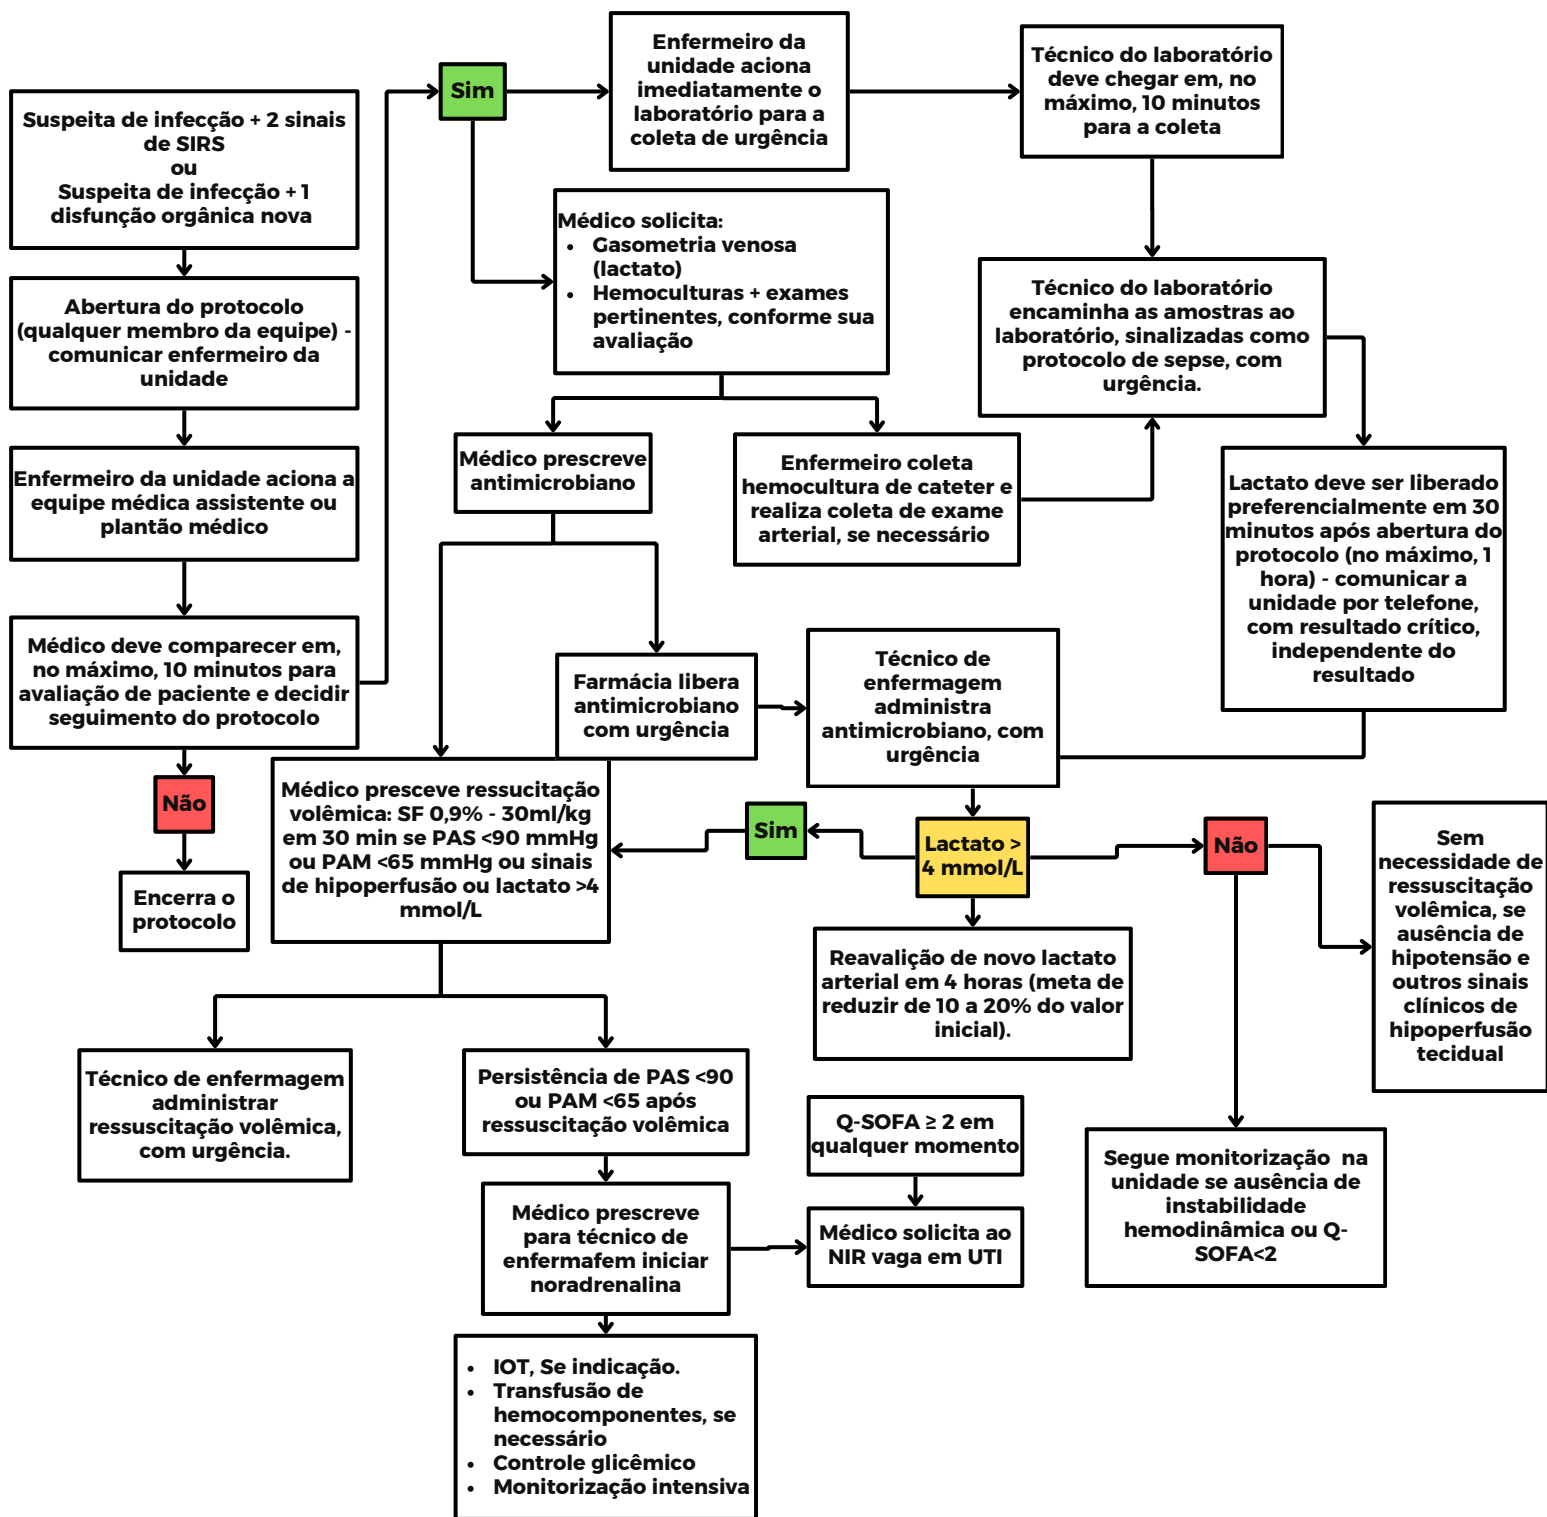 Suspeita de infecção + 2 sinais
de SIRS
ou
Suspeita de infecção + 1
disfunção orgânica nova
Abertura do protocolo
(qualquer membro da equipe) -
comunicar enfermeiro da
unidade
Enfermeiro da unidade aciona a
equipe médica assistente ou
plantão médico
Médico deve comparecer em,
no máximo, 10 minutos para
avaliação de paciente e decidir
seguimento do protocolo
Não
Encerra o
protocolo
Sim
Enfermeiro da
unidade aciona
imediatamente o
laboratório para a
coleta de urgência
Técnico do laboratório
deve chegar em, no
máximo, 10 minutos
para a coleta
Médico solicita:
• Gasometria venosa
(lactato)
• Hemoculturas + exames
pertinentes, conforme sua
avaliação
Técnico do laboratório
encaminha as amostras ao
laboratório, sinalizadas como
protocolo de sepse, com
urgência.
Médico prescreve
antimicrobiano
Enfermeiro coleta
hemocultura de cateter e
realiza coleta de exame
arterial, se necessário
Lactato deve ser liberado
preferencialmente em 30
minutos após abertura do
protocolo (no máximo, 1
hora) - comunicar a
unidade por telefone,
com resultado crítico,
independente do
resultado
Farmácia libera
antimicrobiano
com urgência
Técnico de
enfermagem
administra
antimicrobiano, com
urgência
Médico presceve ressucitação
volêmica: SF 0,9% - 30ml/kg
em 30 min se PAS <90 mmHg
ou PAM <65 mmHg ou sinais
de hipoperfusão ou lactato >4
mmol/L
Sim
Lactato >
4 mmol/L
Não
Sem
necessidade de
ressuscitação
volêmica, se
ausência de
hipotensão e
outros sinais
clínicos de
hipoperfusão
tecidual
Reavalição de novo lactato
arterial em 4 horas (meta de
reduzir de 10 a 20% do valor
inicial).
Técnico de enfermagem
administrar
ressuscitação volêmica,
com urgência.
Persistência de PAS <90
ou PAM <65 após
ressuscitação volêmica
Q-SOFA ≥ 2 em
qualquer momento
Segue monitorização na
unidade se ausência de
instabilidade
hemodinâmica ou Q-
SOFA<2
Médico prescreve
para técnico de
enfermafem iniciar
noradrenalina
Médico solicita ao
NIR vaga em UTI
• IOT, Se indicação.
• Transfusão de
hemocomponentes, se
necessário
• Controle glicêmico
• Monitorização intensiva